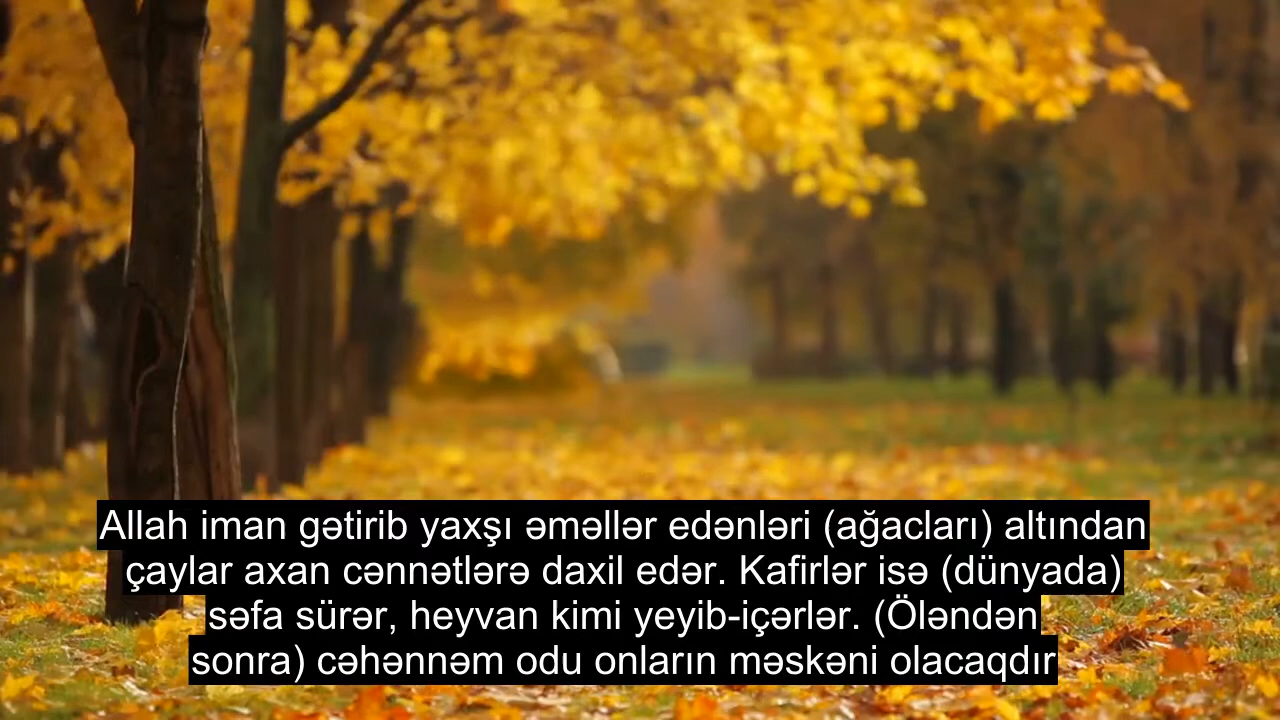 Allah iman gətirib yaxşı əməllər edənləri (ağacları) altından
çaylar axan cənnətlərə daxil edər. Kafirlər isə (dünyada)
səfa sürər, heyvan kimi yeyib-içərlər. (Öləndən
sonra) cəhənnəm odu onların məskəni olacaqdır